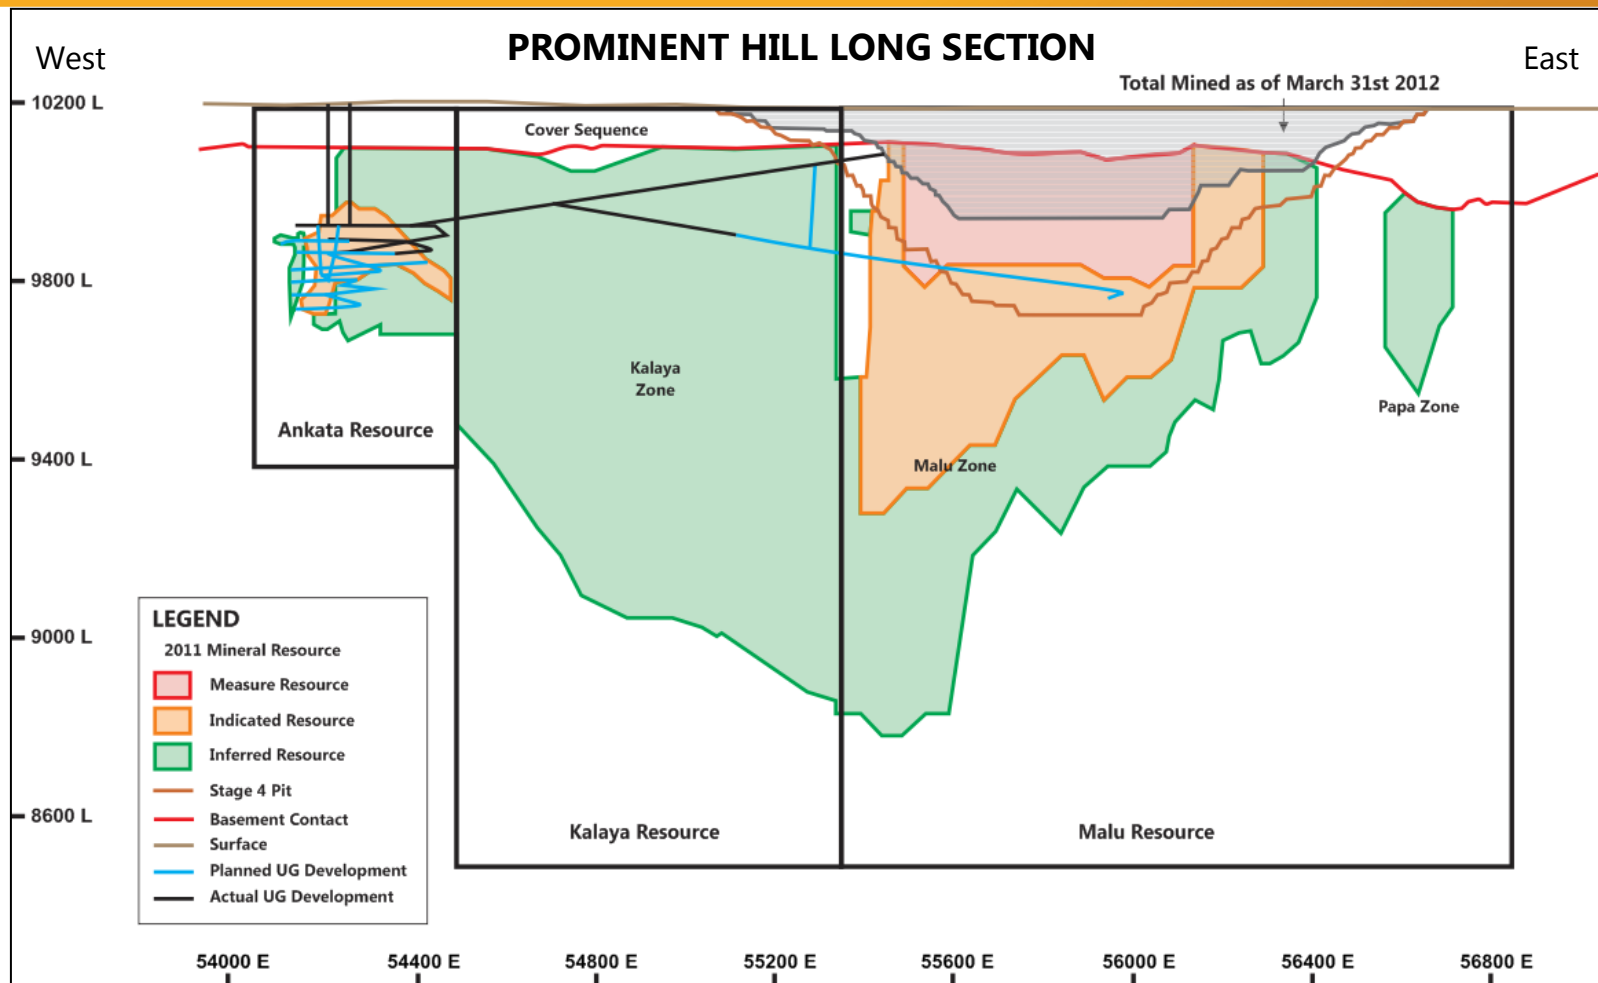 PROMINENT HILL LONG SECTION
West
East
Total Mined as of March 31st 2012
10200 L
Cover Sequence
9800 L
Kalaya
Zone
Papa Zone
Ankata Resource
9400 L
Malu Zone
9000 L
8600 L
Kalaya Resource
Malu Resource
LEGEND
2011 Mineral Resource
Measure Resource
Indicated Resource
Inferred Resource
Stage 4 Pit
Basement Contact
Surface
Planned UG Development
Actual UG Development
54000 E
54400 E
54800 E
55200 E
55600 E
56000 E
56400 E
56800 E